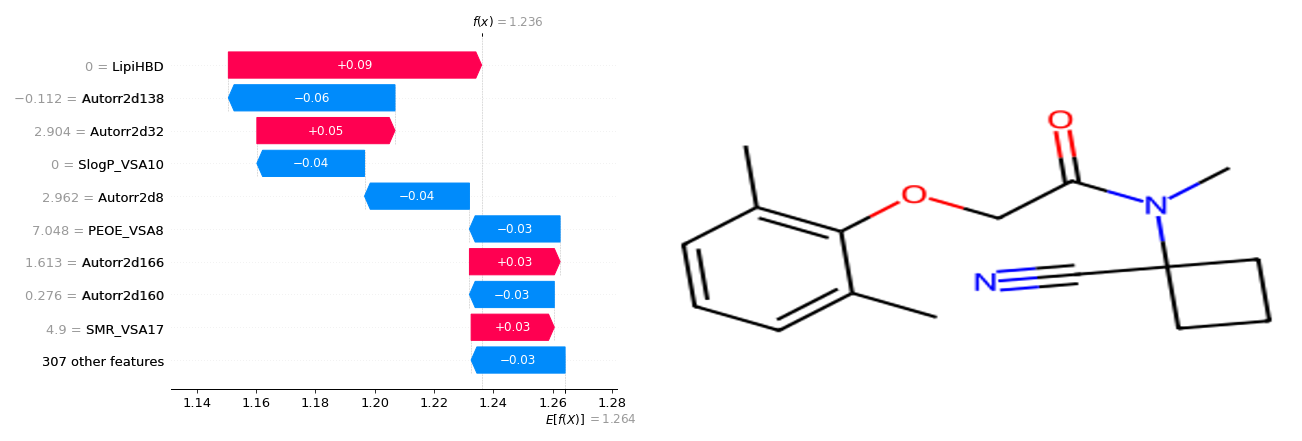 f(x) = 1.236
0 = LipiHBD
+0.09
−0.112 = Autorr2d138
−0.06
2.904 = Autorr2d32
+0.05
0 = SlogP_VSA10
−0.04
2.962 = Autorr2d8
−0.04
7.048 = PEOE_VSA8
−0.03
1.613 = Autorr2d166
+0.03
0.276 = Autorr2d160
−0.03
4.9 = SMR_VSA17
+0.03
307 other features
−0.03
1.14 1.16 1.18 1.20 1.22 1.24 1.26 1.28
E[f(X)] = 1.264
O
O
N
N